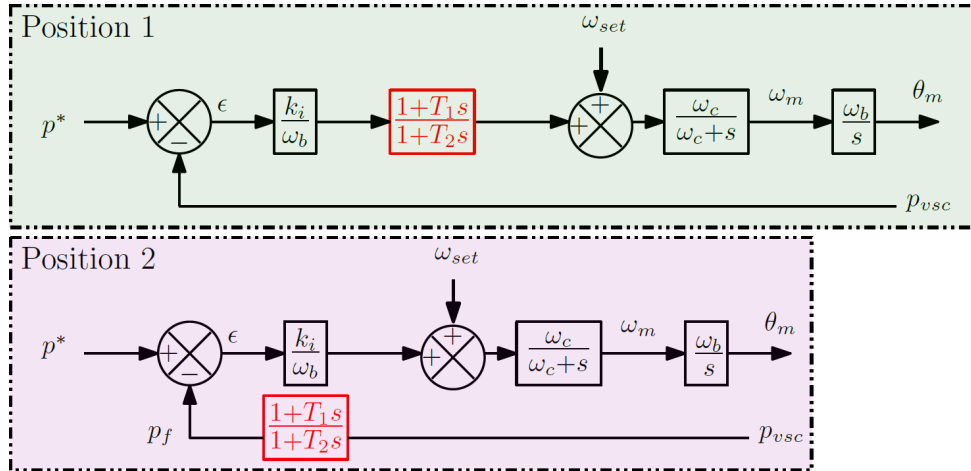 Position 1
ω_set
p* + − ϵ k_i/ω_b (1+T_1s)/(1+T_2s) + + ω_c/(ω_c+s) ω_m ω_b/s θ_m
p_vsc
Position 2
ω_set
p* + − ϵ k_i/ω_b + + ω_c/(ω_c+s) ω_m ω_b/s θ_m
p_f (1+T_1s)/(1+T_2s) p_vsc